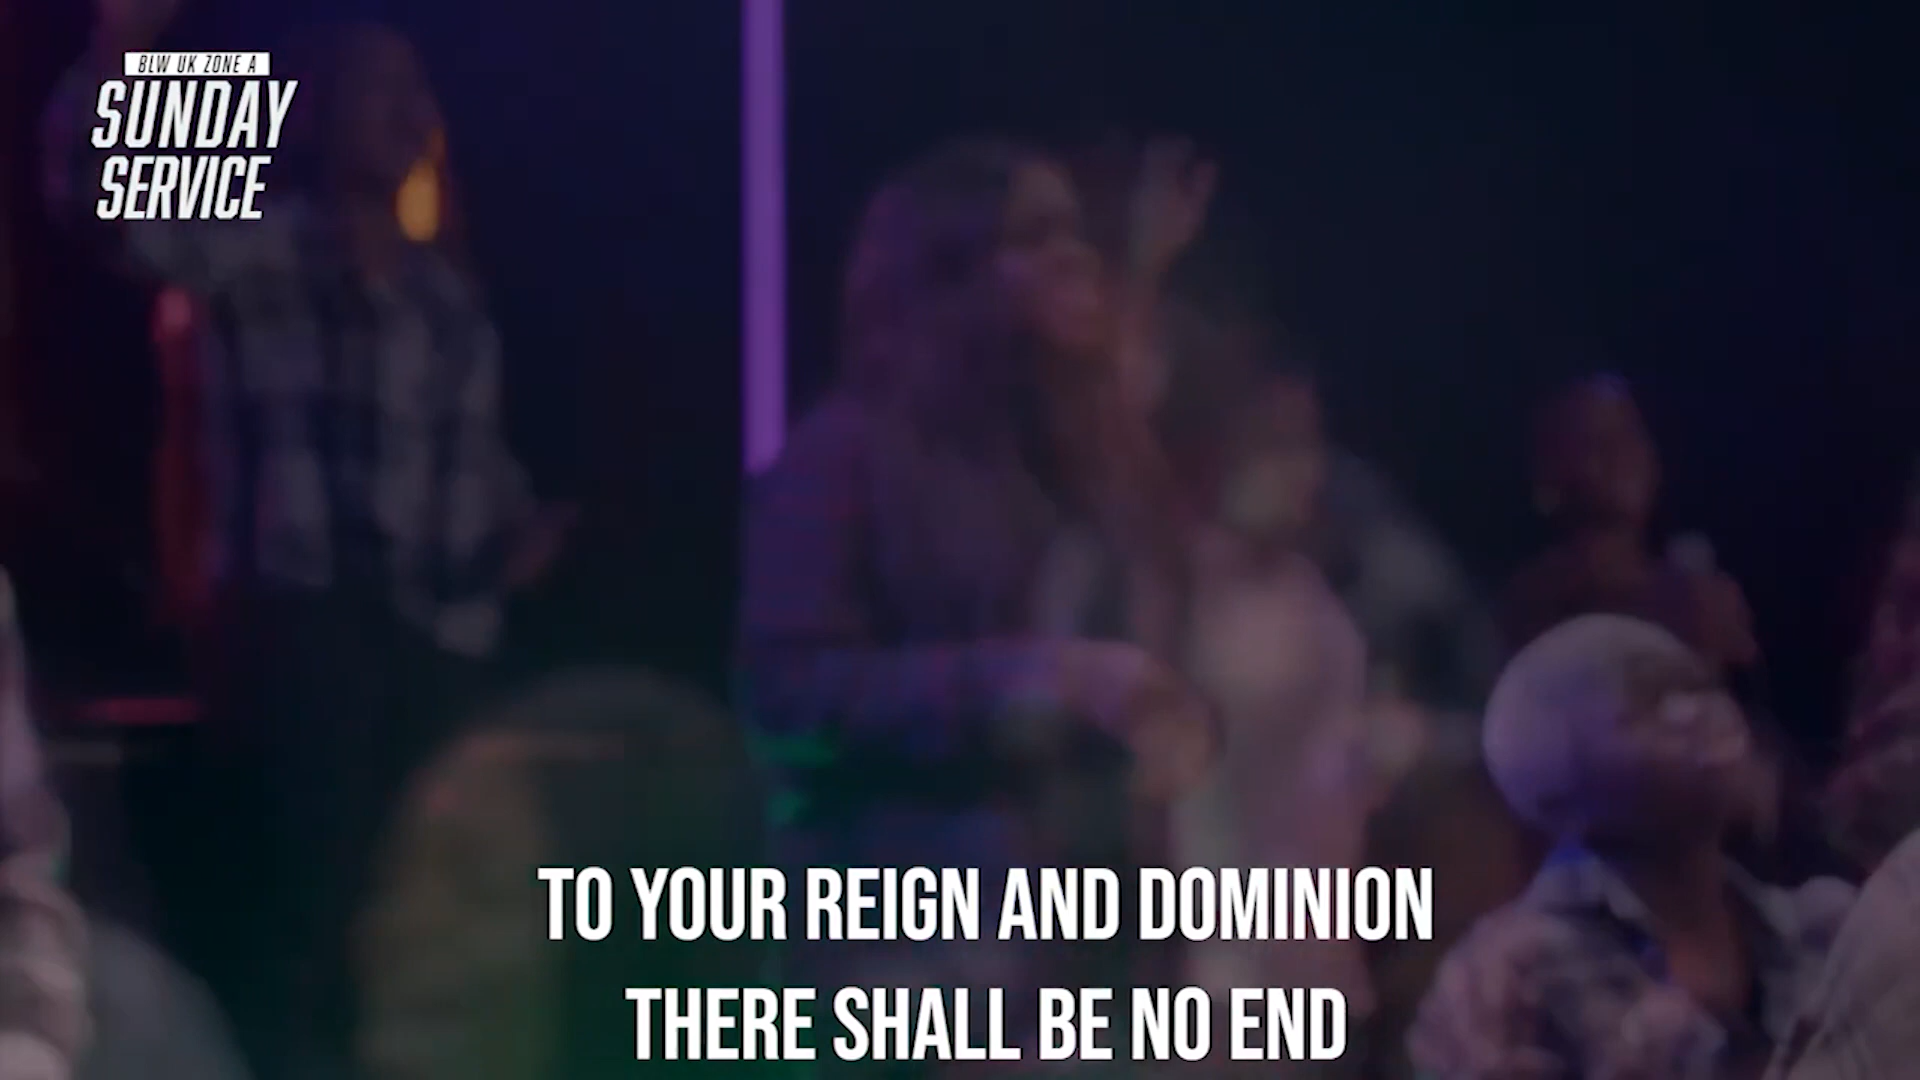 BLW UK ZONE A
SUNDAY
SERVICE
TO YOUR REIGN AND DOMINION
THERE SHALL BE NO END